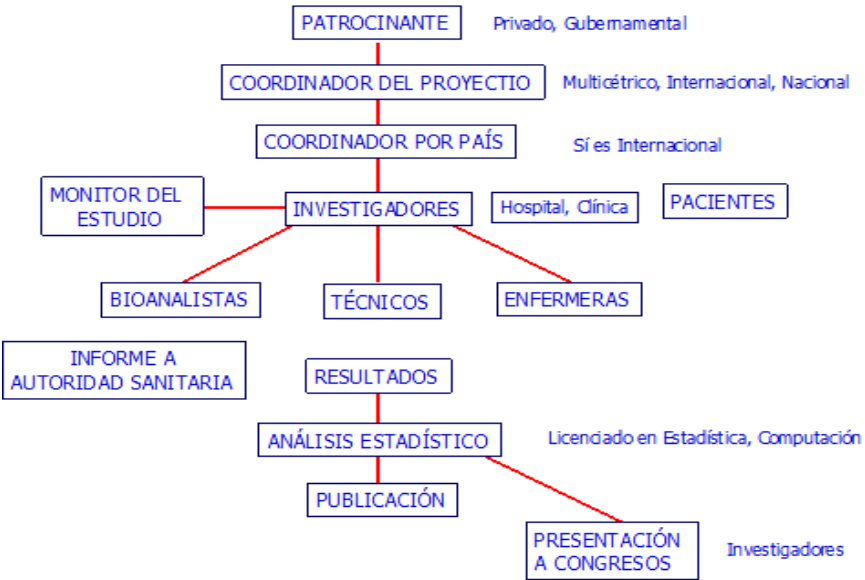 PATROCINANTE
Privado, Gubernamental
COORDINADOR DEL PROYECTIO
Multicétrico, Internacional, Nacional
COORDINADOR POR PAÍS
Sí es Internacional
MONITOR DEL
ESTUDIO
INVESTIGADORES
Hospital, Clínica
PACIENTES
BIOANALISTAS
TÉCNICOS
ENFERMERAS
INFORME A
AUTORIDAD SANITARIA
RESULTADOS
ANÁLISIS ESTADÍSTICO
Licenciado en Estadística, Computación
PUBLICACIÓN
PRESENTACIÓN
A CONGRESOS
Investigadores